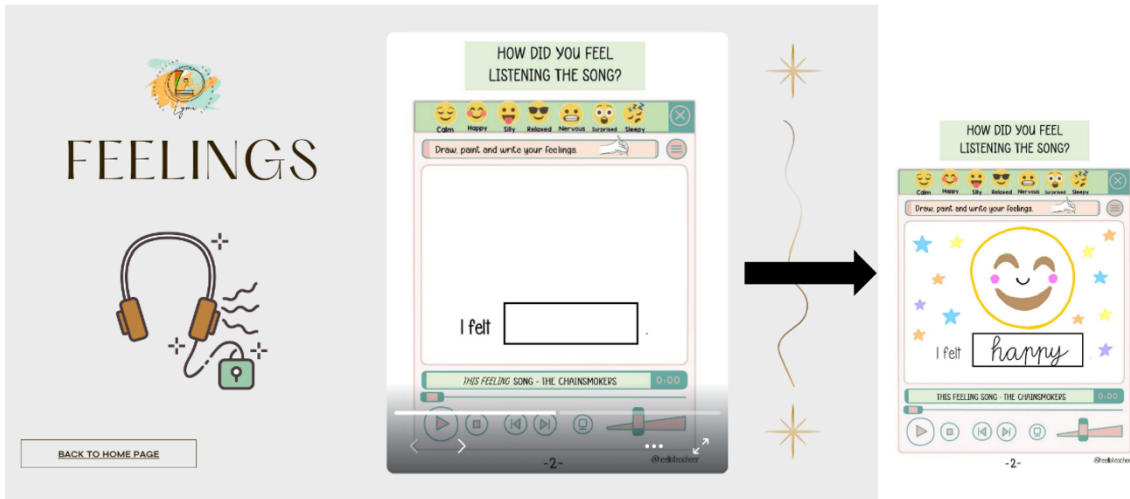 Lyna
FEELINGS
BACK TO HOME PAGE
HOW DID YOU FEEL
LISTENING THE SONG?
Calm Happy Silly Relaxed Nervous Surprised Sleepy
Draw, paint and write your feelings.
I felt .
THIS FEELING SONG - THE CHAINSMOKERS 0:00
-2-
HOW DID YOU FEEL
LISTENING THE SONG?
Calm Happy Silly Relaxed Nervous Surprised Sleepy
Draw, paint and write your feelings.
I felt happy .
THIS FEELING SONG - THE CHAINSMOKERS 0:00
-2-